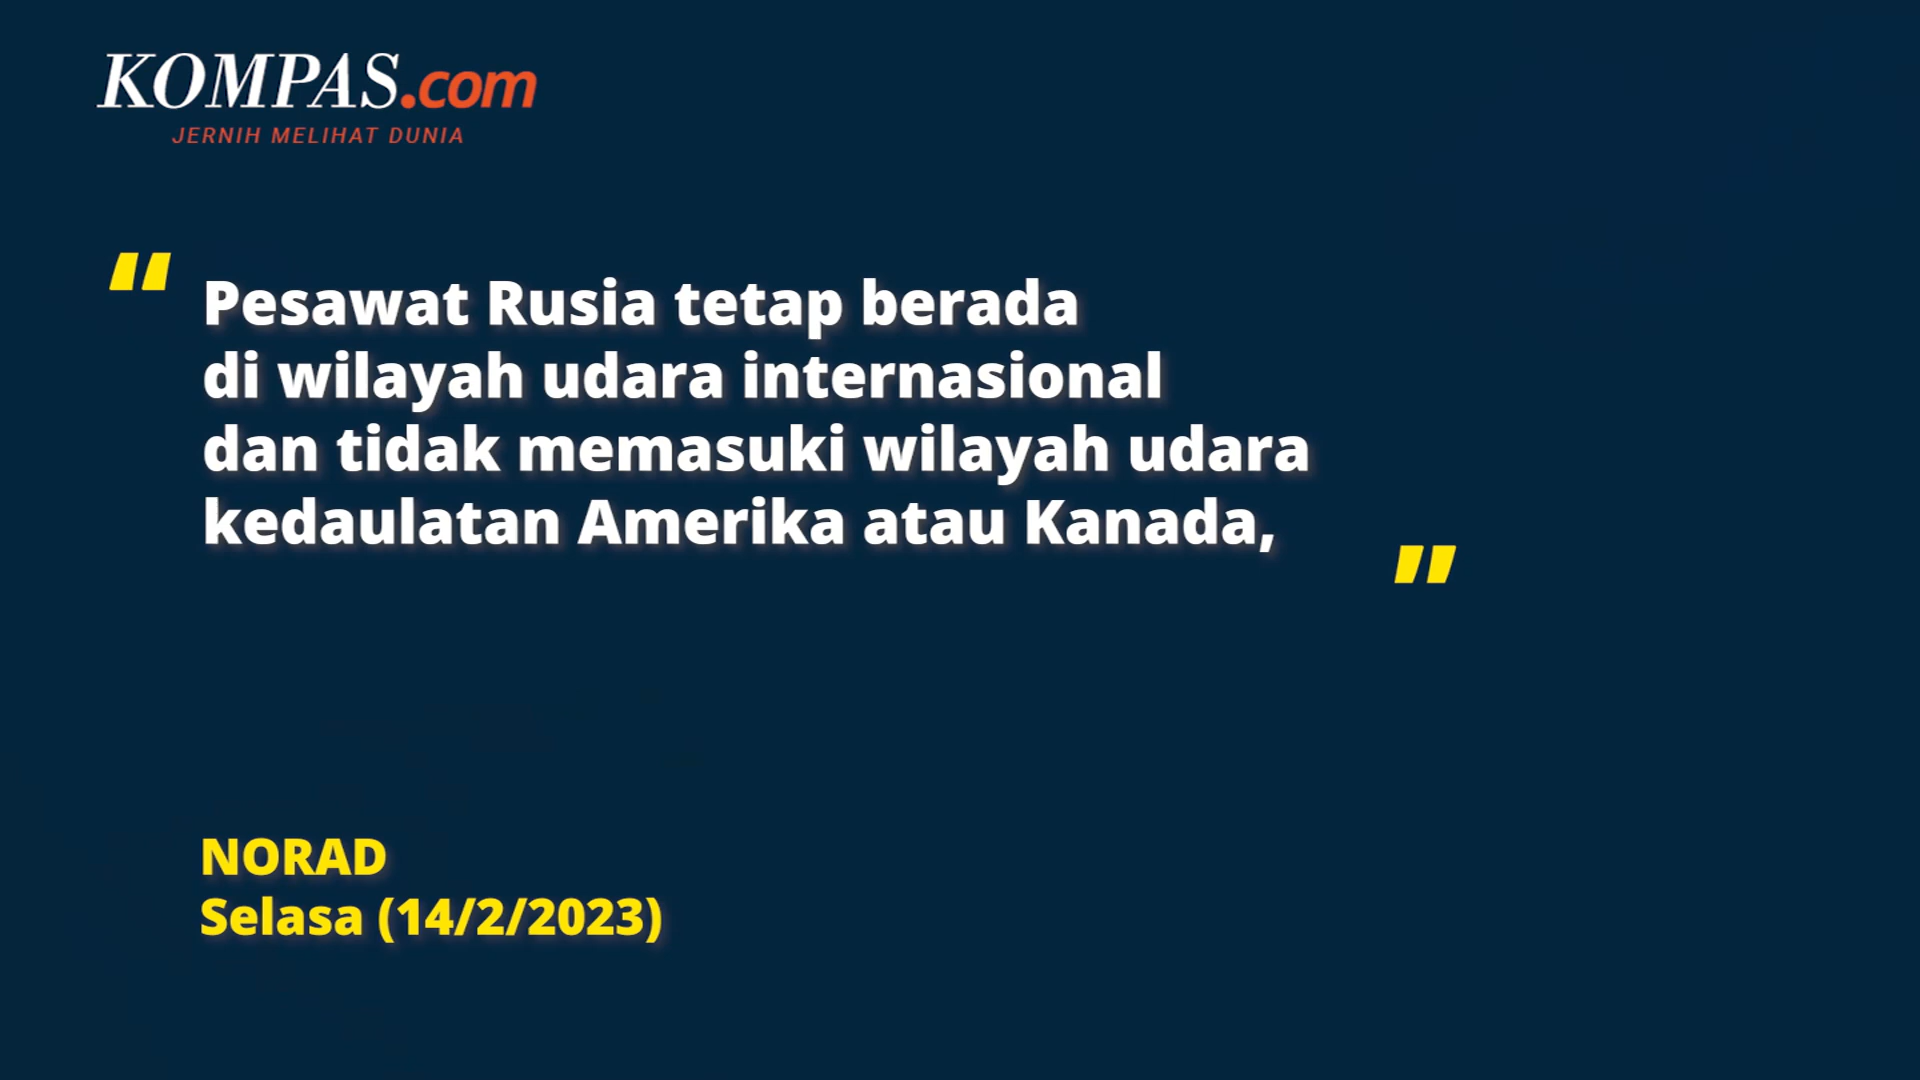 KOMPAS.com
JERNIH MELIHAT DUNIA
“ Pesawat Rusia tetap berada
di wilayah udara internasional
dan tidak memasuki wilayah udara
kedaulatan Amerika atau Kanada, ”
NORAD
Selasa (14/2/2023)